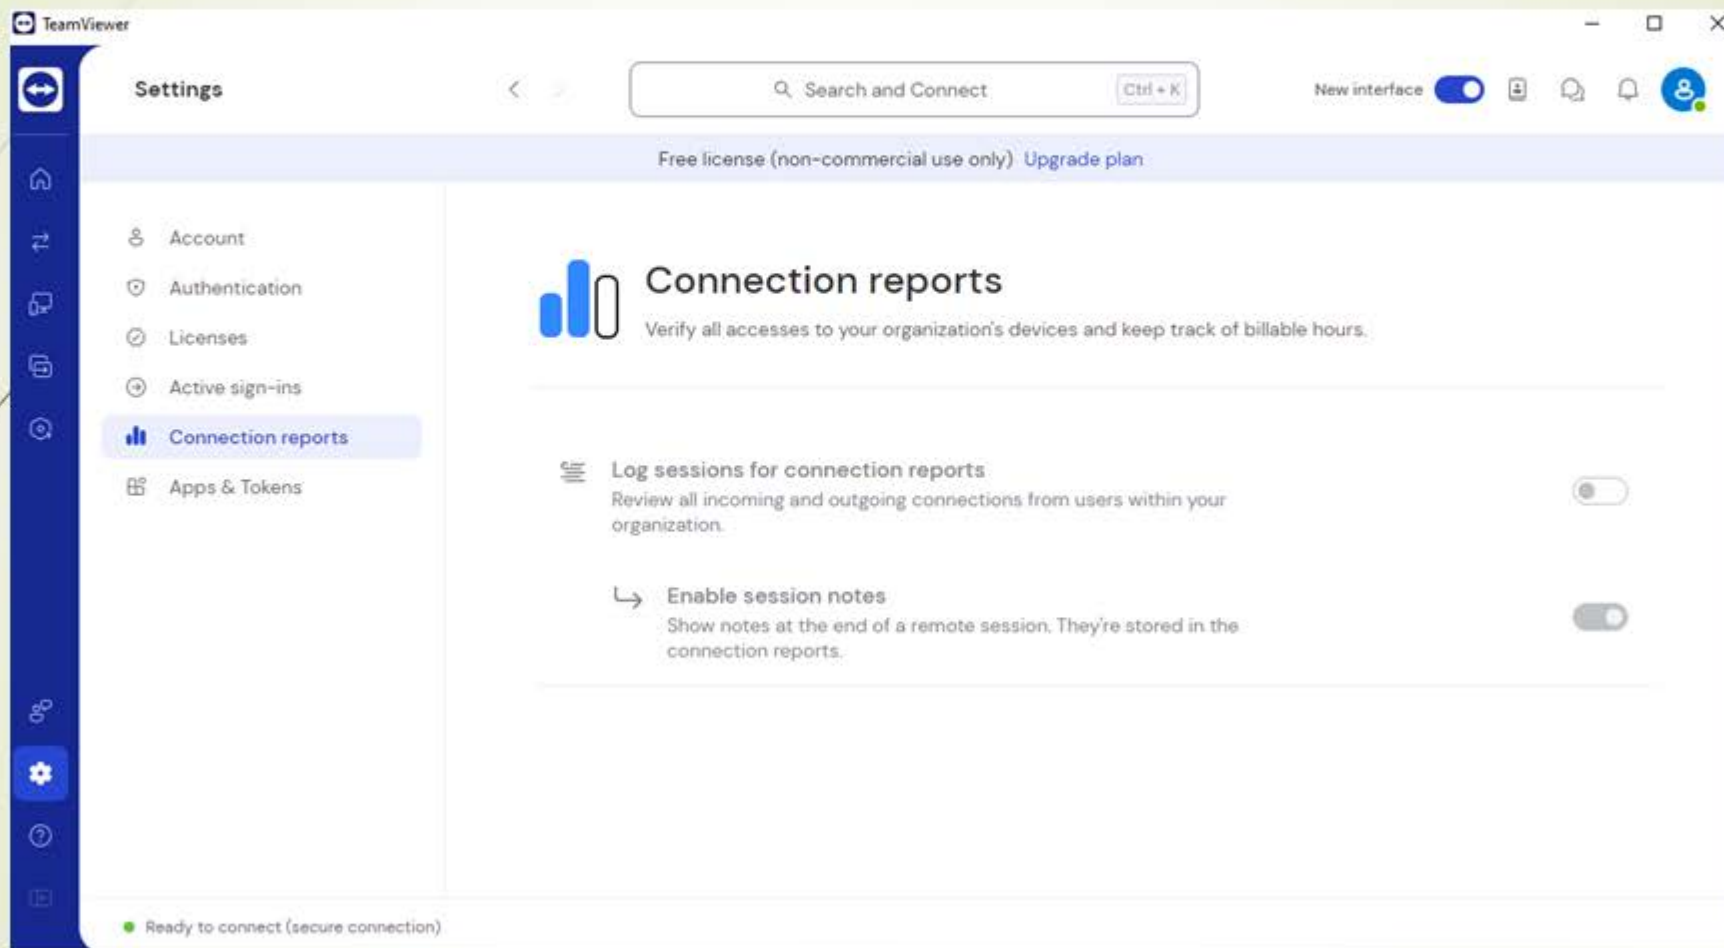 TeamViewer
Settings
Search and Connect
Ctrl + K
New interface
Free license (non-commercial use only) Upgrade plan
Account
Authentication
Licenses
Active sign-ins
Connection reports
Apps & Tokens
Connection reports
Verify all accesses to your organization's devices and keep track of billable hours.
Log sessions for connection reports
Review all incoming and outgoing connections from users within your
organization.
Enable session notes
Show notes at the end of a remote session. They're stored in the
connection reports.
Ready to connect (secure connection)